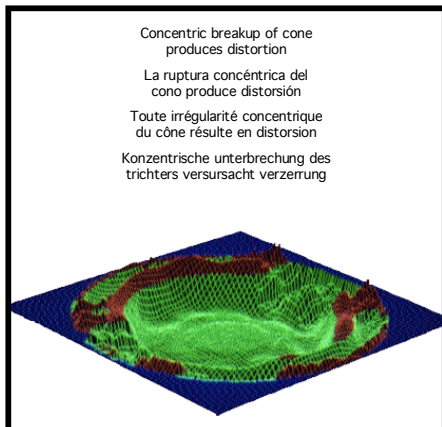 Concentric breakup of cone
produces distortion
La ruptura concéntrica del
cono produce distorsión
Toute irrégularité concentrique
du cône résulte en distorsion
Konzentrische unterbrechung des
trichters versursacht verzerrung